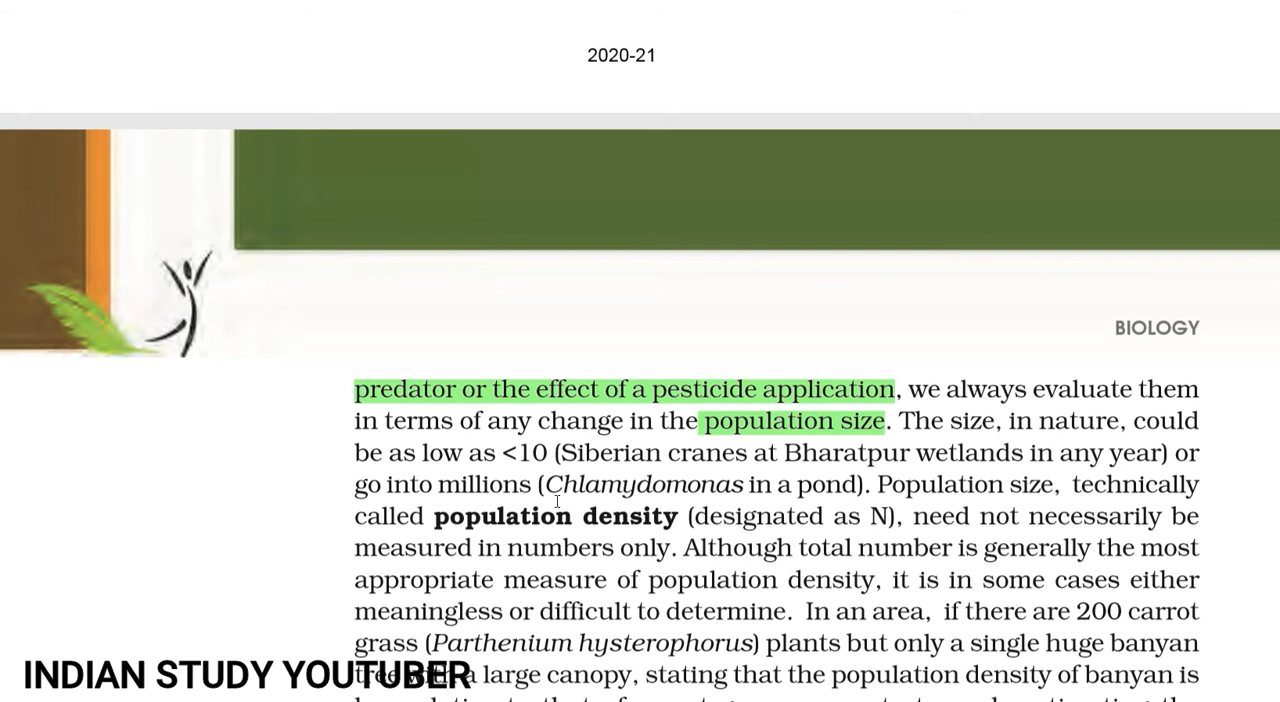 2020-21
BIOLOGY
predator or the effect of a pesticide application, we always evaluate them
in terms of any change in the population size. The size, in nature, could
be as low as <10 (Siberian cranes at Bharatpur wetlands in any year) or
go into millions (Chlamydomonas in a pond). Population size, technically
called population density (designated as N), need not necessarily be
measured in numbers only. Although total number is generally the most
appropriate measure of population density, it is in some cases either
meaningless or difficult to determine. In an area, if there are 200 carrot
grass (Parthenium hysterophorus) plants but only a single huge banyan
tree with a large canopy, stating that the population density of banyan is
INDIAN STUDY YOUTUBER